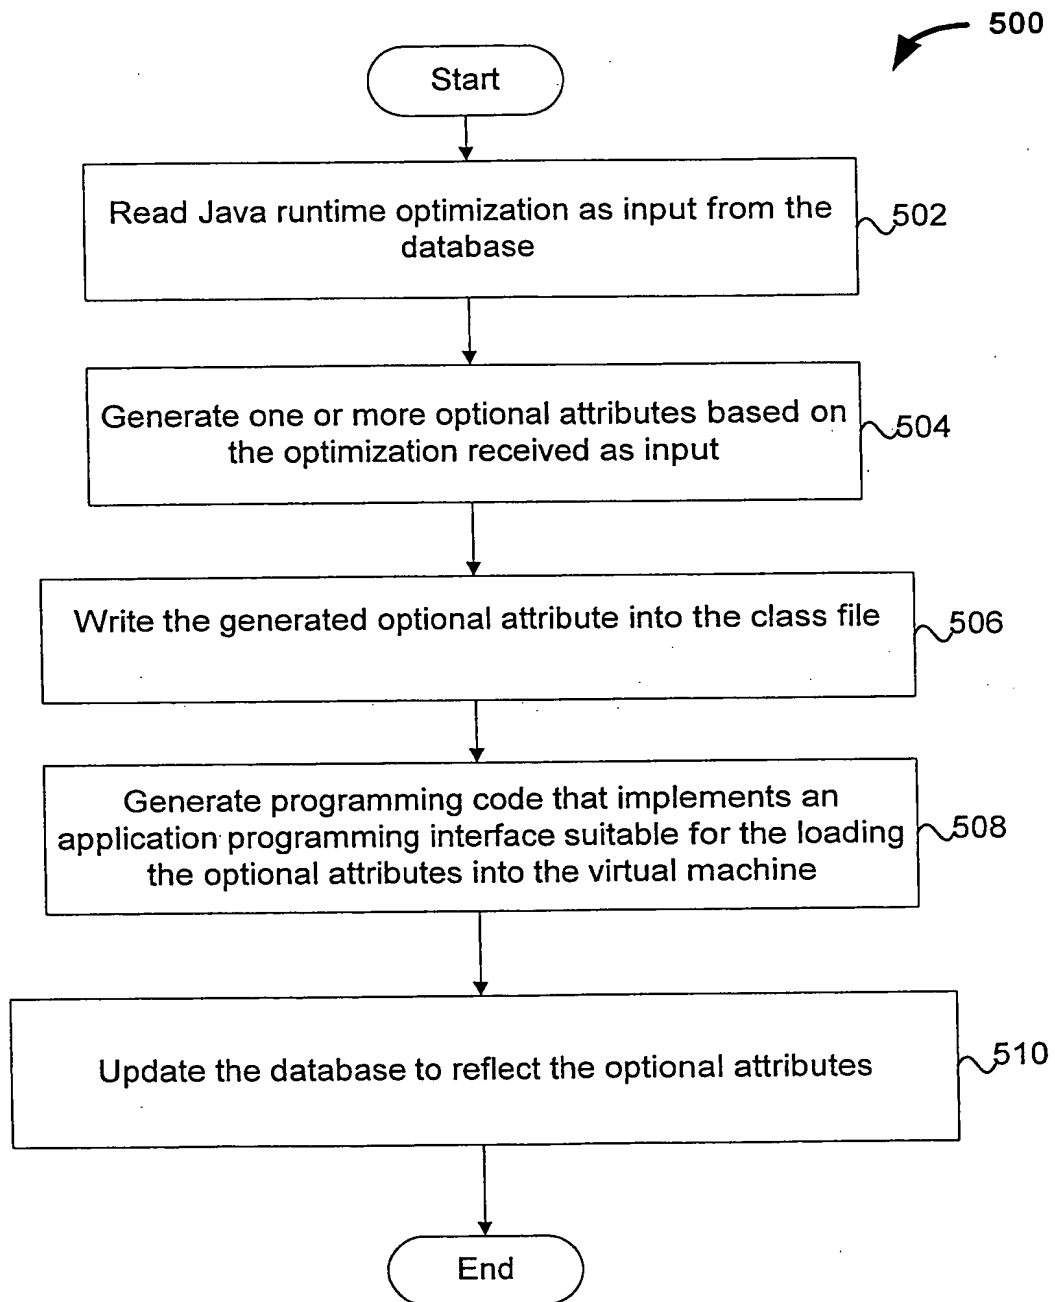 500
Start
Read Java runtime optimization as input from the
database
502
Generate one or more optional attributes based on
the optimization received as input
504
Write the generated optional attribute into the class file
506
Generate programming code that implements an
application programming interface suitable for the loading
the optional attributes into the virtual machine
508
Update the database to reflect the optional attributes
510
End